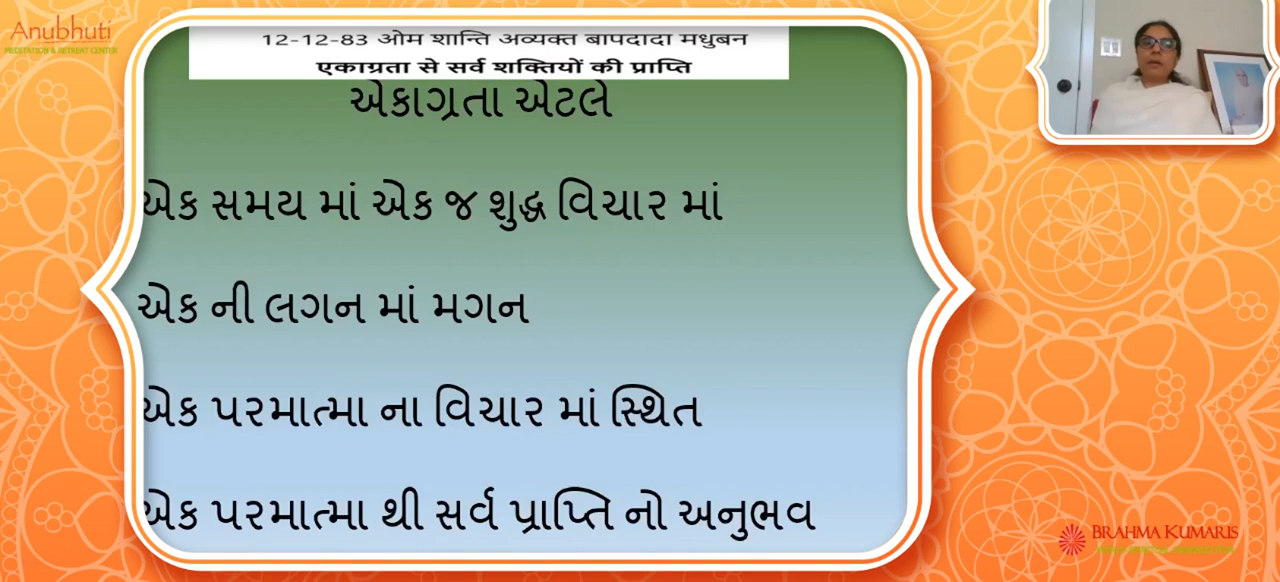 Anubhuti
MEDITATION & RETREAT CENTER
12-12-83 ओम शान्ति अव्यक्त बापदादा मधुबन
एकाग्रता से सर्व शक्तियों की प्राप्ति
એકાગ્રતા એટલે
એક સમય માં એક જ શુદ્ધ વિચાર માં
એક ની લગન માં મગન
એક પરમાત્મા ના વિચાર માં સ્થિત
એક પરમાત્મા થી સર્વ પ્રાપ્તિ નો અનુભવ
BRAHMA KUMARIS